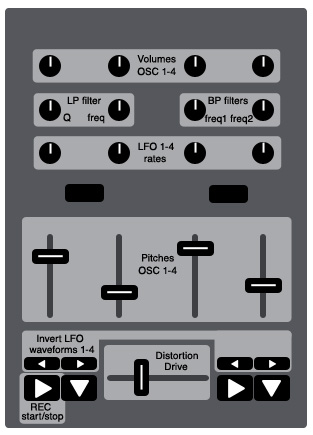 Volumes
OSC 1-4
LP filter
Q freq
BP filters
freq1 freq2
LFO 1-4
rates
Pitches
OSC 1-4
Invert LFO
waveforms 1-4
Distortion
Drive
REC
start/stop